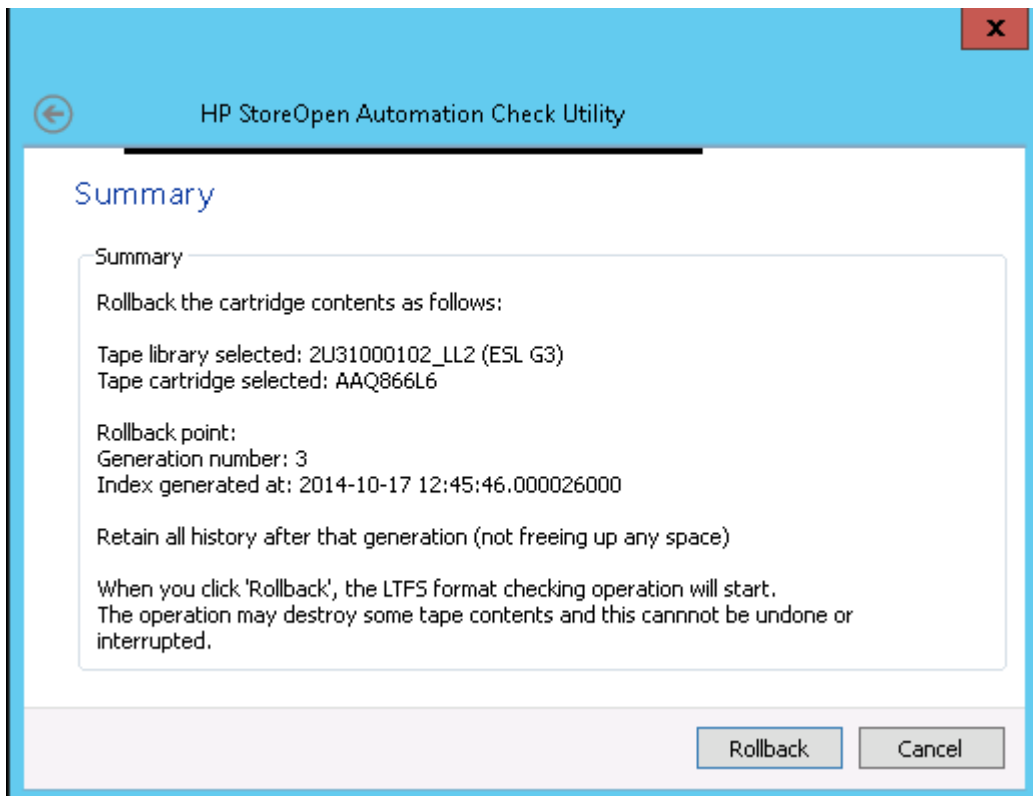 x
HP StoreOpen Automation Check Utility
Summary
Summary
Rollback the cartridge contents as follows:
Tape library selected: 2U31000102_LL2 (ESL G3)
Tape cartridge selected: AAQ866L6
Rollback point:
Generation number: 3
Index generated at: 2014-10-17 12:45:46.000026000
Retain all history after that generation (not freeing up any space)
When you click 'Rollback', the LTFS format checking operation will start.
The operation may destroy some tape contents and this cannnot be undone or
interrupted.
Rollback
Cancel